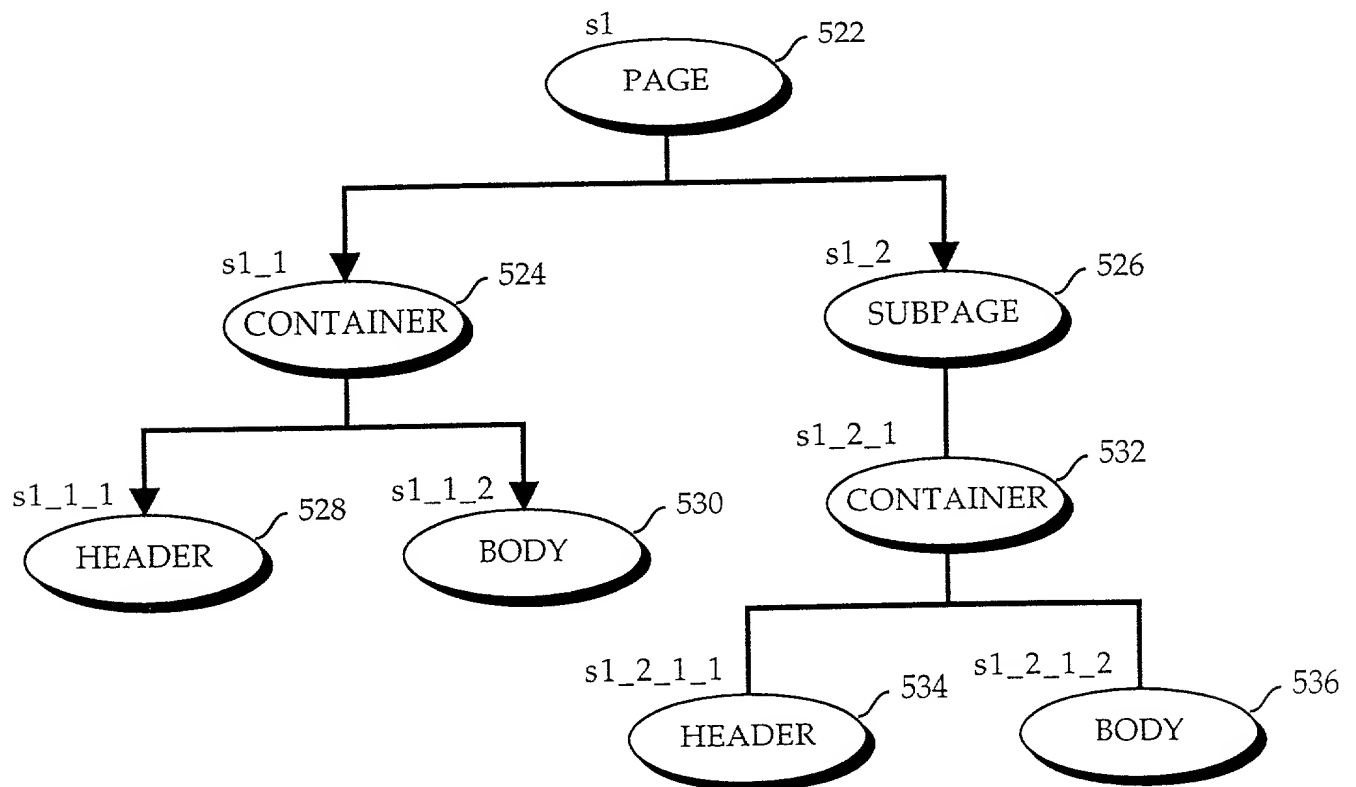 s1
522
PAGE
s1_1
524
CONTAINER
s1_2
526
SUBPAGE
s1_1_1
528
HEADER
s1_1_2
530
BODY
s1_2_1
532
CONTAINER
s1_2_1_1
534
HEADER
s1_2_1_2
536
BODY